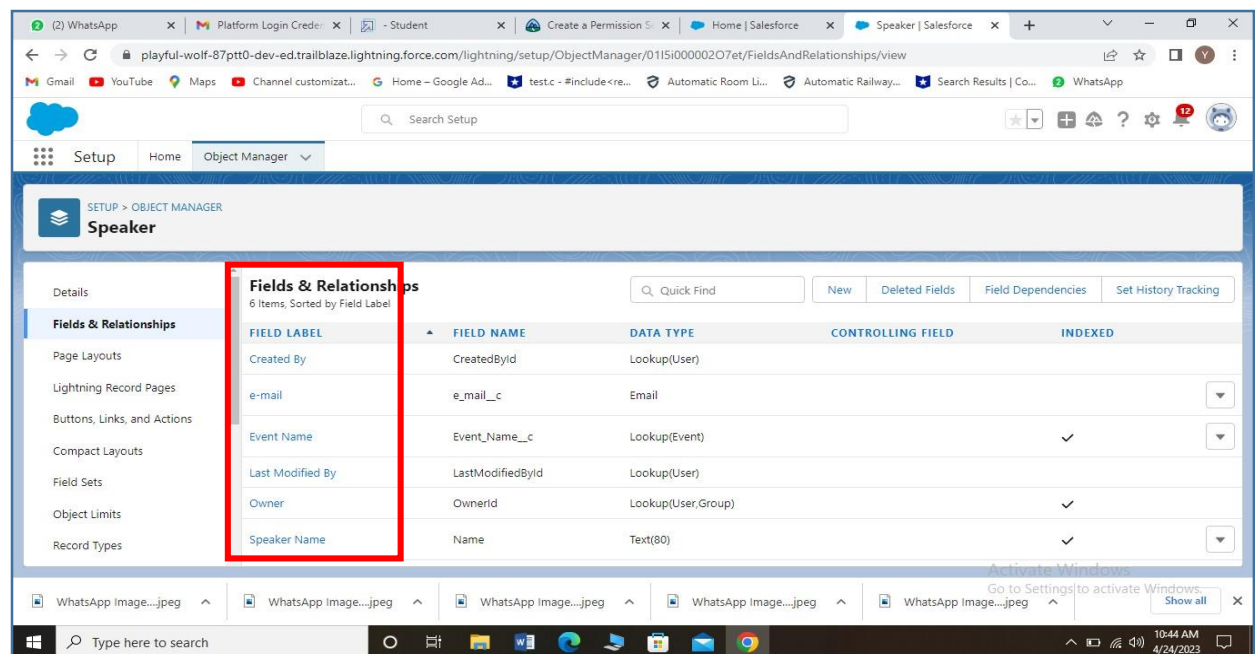 (2) WhatsApp
Platform Login Creder
- Student
Create a Permission S
Home | Salesforce
Speaker | Salesforce
playful-wolf-87ptt0-dev-ed.trailblaze.lightning.force.com/lightning/setup/ObjectManager/01I5i000002O7et/FieldsAndRelationships/view
Y
Gmail YouTube Maps Channel customizat... Home – Google Ad... test.c - #include<re... Automatic Room Li... Automatic Railway... Search Results | Co... WhatsApp
Search Setup
12
Setup Home Object Manager
SETUP > OBJECT MANAGER
Speaker
Details
Fields & Relationships
Page Layouts
Lightning Record Pages
Buttons, Links, and Actions
Compact Layouts
Field Sets
Object Limits
Record Types
Fields & Relationships
6 Items, Sorted by Field Label
Quick Find
New
Deleted Fields
Field Dependencies
Set History Tracking
FIELD LABEL FIELD NAME DATA TYPE CONTROLLING FIELD INDEXED
Created By CreatedById Lookup(User)
e-mail e_mail__c Email
Event Name Event_Name__c Lookup(Event)
Last Modified By LastModifiedById Lookup(User)
Owner OwnerId Lookup(User,Group)
Speaker Name Name Text(80)
Activate Windows
Go to Settings to activate Windows.
WhatsApp Image....jpeg WhatsApp Image....jpeg WhatsApp Image....jpeg WhatsApp Image....jpeg WhatsApp Image....jpeg Show all
Type here to search
10:44 AM
4/24/2023